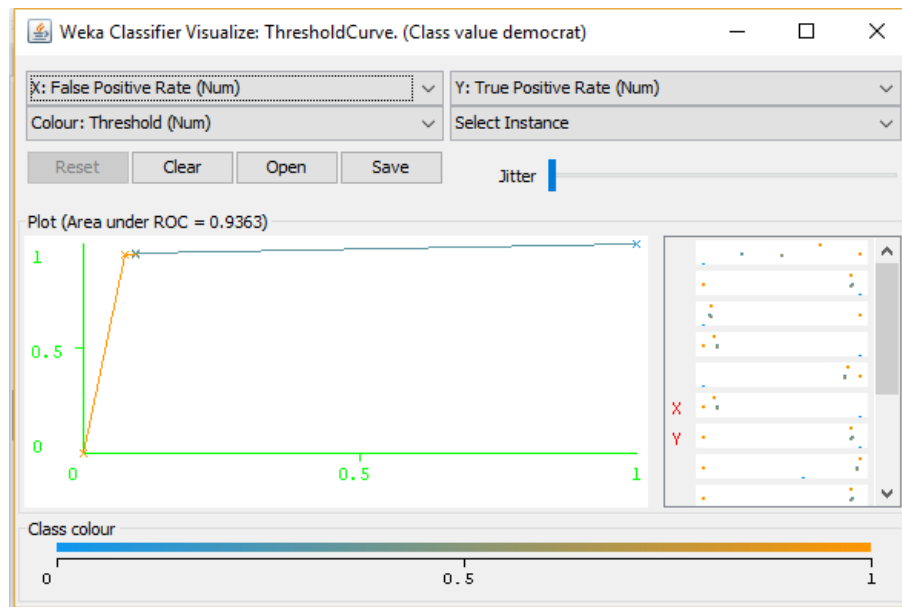 Weka Classifier Visualize: ThresholdCurve. (Class value democrat)
X: False Positive Rate (Num) Y: True Positive Rate (Num)
Colour: Threshold (Num) Select Instance
Reset Clear Open Save Jitter
Plot (Area under ROC = 0.9363)
1
0.5
0
0 0.5 1
X
Y
Class colour
0 0.5 1